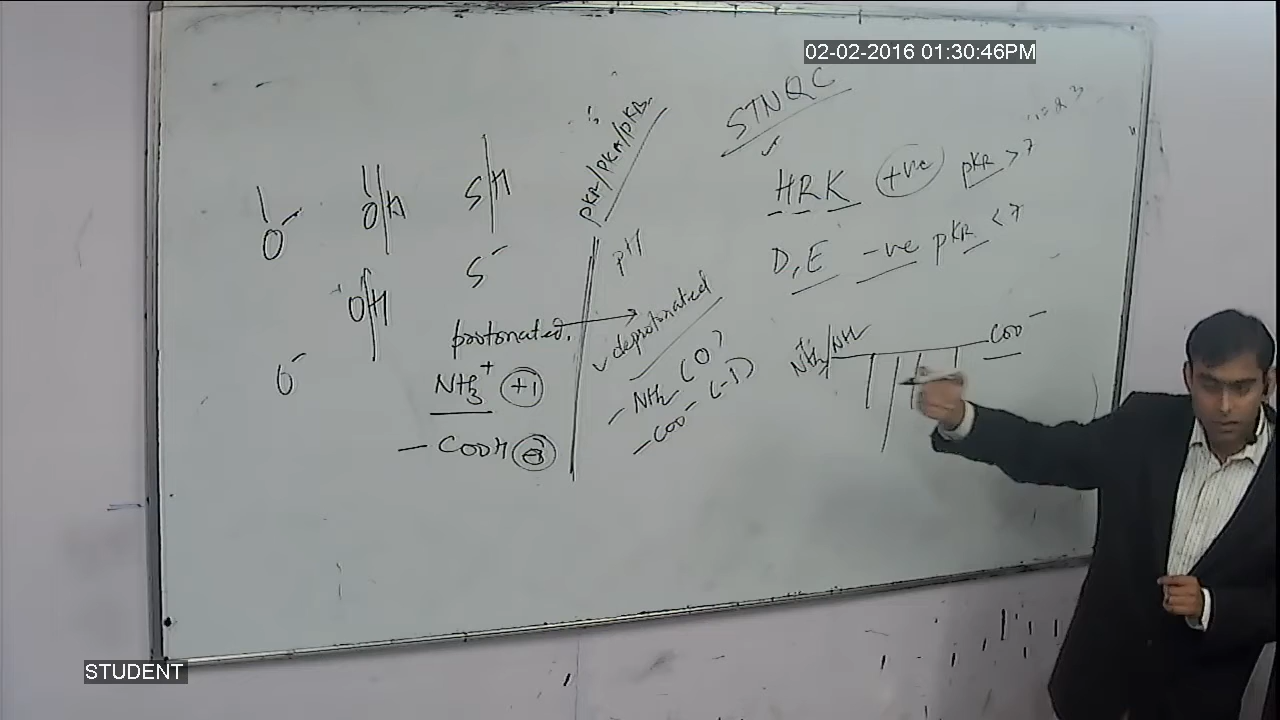 02-02-2016 01:30:46PM
STNQC
HRK +ve pKR > 7
D, E -ve pKR < 7
NH3+/NH2 COO-
pKR/pKA/pKB
pH
O- OH SH
OH S-
O-
protonated. → deprotonated
NH3+ +1 - NH2 (0)
- COOH - COO- (-1)
STUDENT